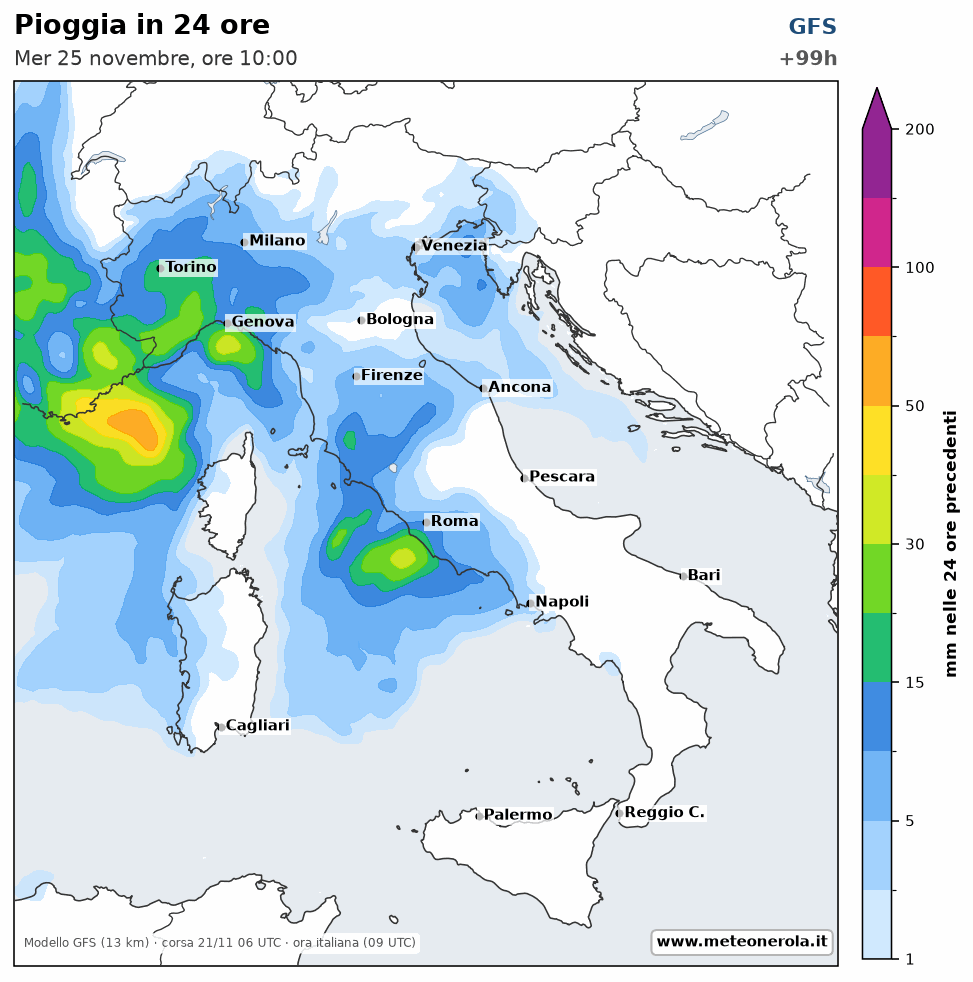 Pioggia in 24 ore
GFS
Mer 25 novembre, ore 10:00
+99h
Milano
Venezia
Torino
Genova
Bologna
Firenze
Ancona
Pescara
Roma
Bari
Napoli
Cagliari
Palermo
Reggio C.
200
100
50
30
15
5
1
mm nelle 24 ore precedenti
Modello GFS (13 km) · corsa 21/11 06 UTC · ora italiana (09 UTC)
www.meteonerola.it